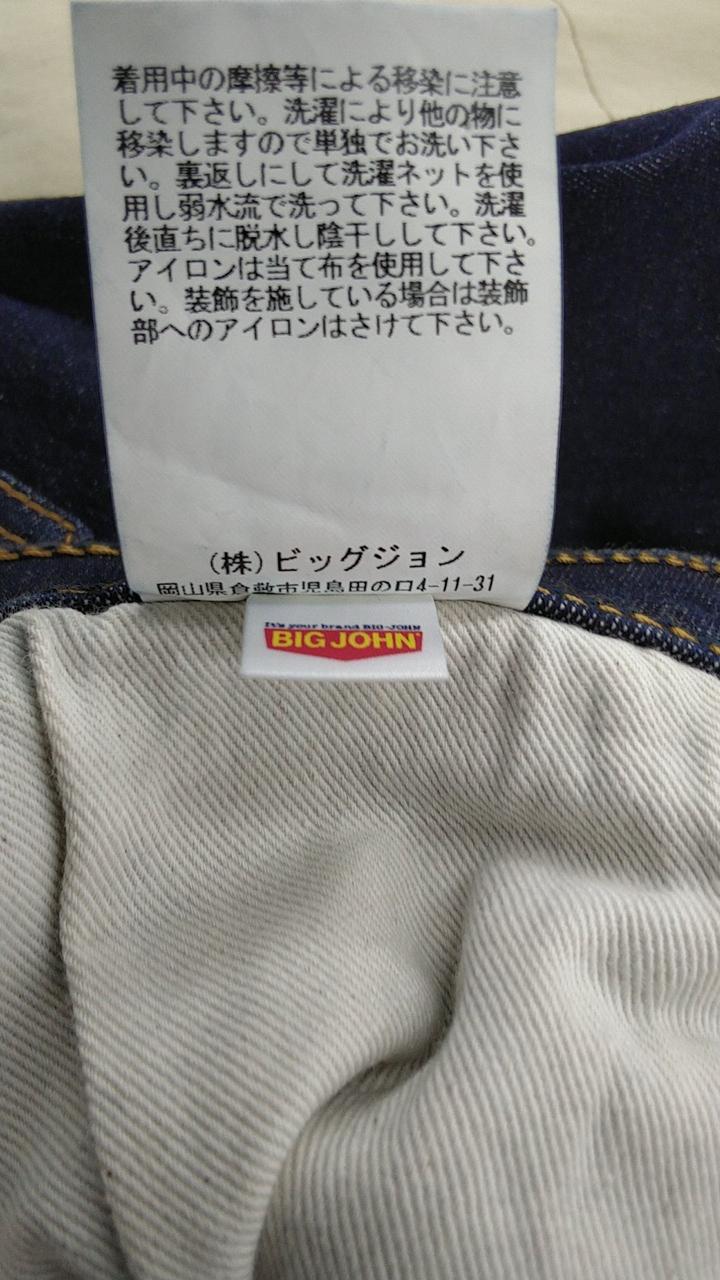 着用中の摩擦等による移染に注意
して下さい。洗濯により他の物に
移染しますので単独でお洗い下さ
い。裏返しにして洗濯ネットを使
用し弱水流で洗って下さい。洗濯
後直ちに脱水し陰干しして下さい。
アイロンは当て布を使用して下さ
い。装飾を施している場合は装飾
部へのアイロンはさけて下さい。
(株)ビッグジョン
岡山県倉敷市児島田の口4-11-31
It's your brand BIG-JOHN
BIG JOHN